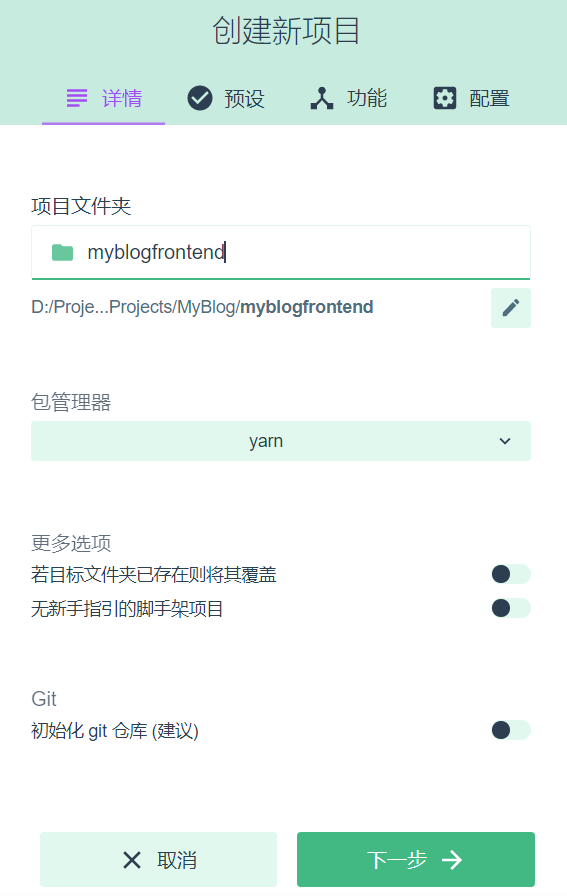 创建新项目
详情 预设 功能 配置
项目文件夹
myblogfrontend
D:/Proje...Projects/MyBlog/myblogfrontend
包管理器
yarn
更多选项
若目标文件夹已存在则将其覆盖
无新手指引的脚手架项目
Git
初始化 git 仓库 (建议)
取消 下一步